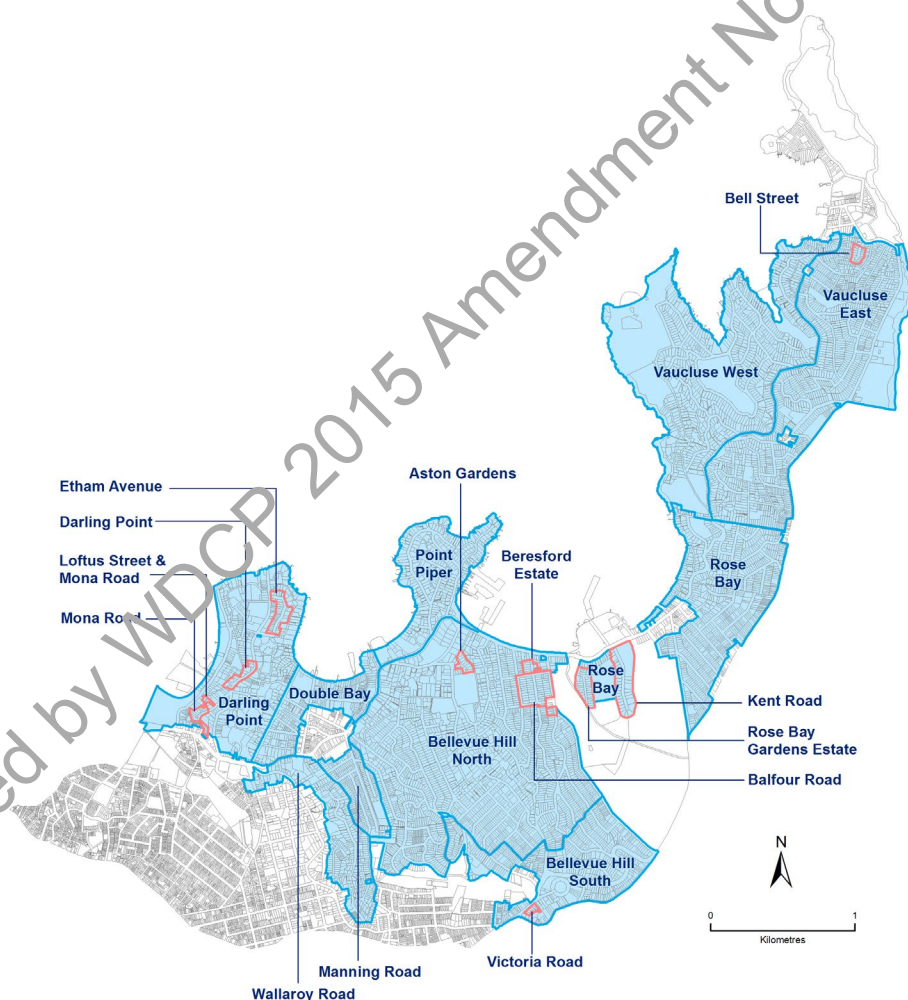 ed by WDCP 2015 Amendment No
Bell Street
Vaucluse
East
Vaucluse West
Aston Gardens
Etham Avenue
Darling Point
Loftus Street &
Mona Road
Mona Road
Point
Piper
Beresford
Estate
Rose
Bay
Rose
Bay
Double Bay
Darling
Point
Kent Road
Rose Bay
Gardens Estate
Bellevue Hill
North
Balfour Road
Bellevue Hill
South
N
0 1
Kilometres
Victoria Road
Manning Road
Wallaroy Road